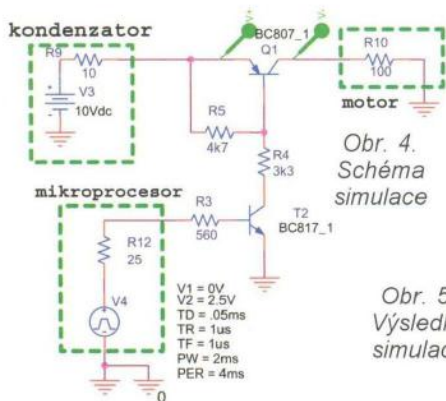 kondenzator
R9
10
V3
10Vdc
V+
BC807_1
Q1
V-
R10
100
motor
R5
4k7
R4
3k3
Obr. 4.
Schéma
simulace
mikroprocesor
R3
560
T2
BC817_1
R12
25
V4
V1 = 0V
V2 = 2.5V
TD = .05ms
TR = 1us
TF = 1us
PW = 2ms
PER = 4ms
0
Obr. 5
Výsledk
simulac